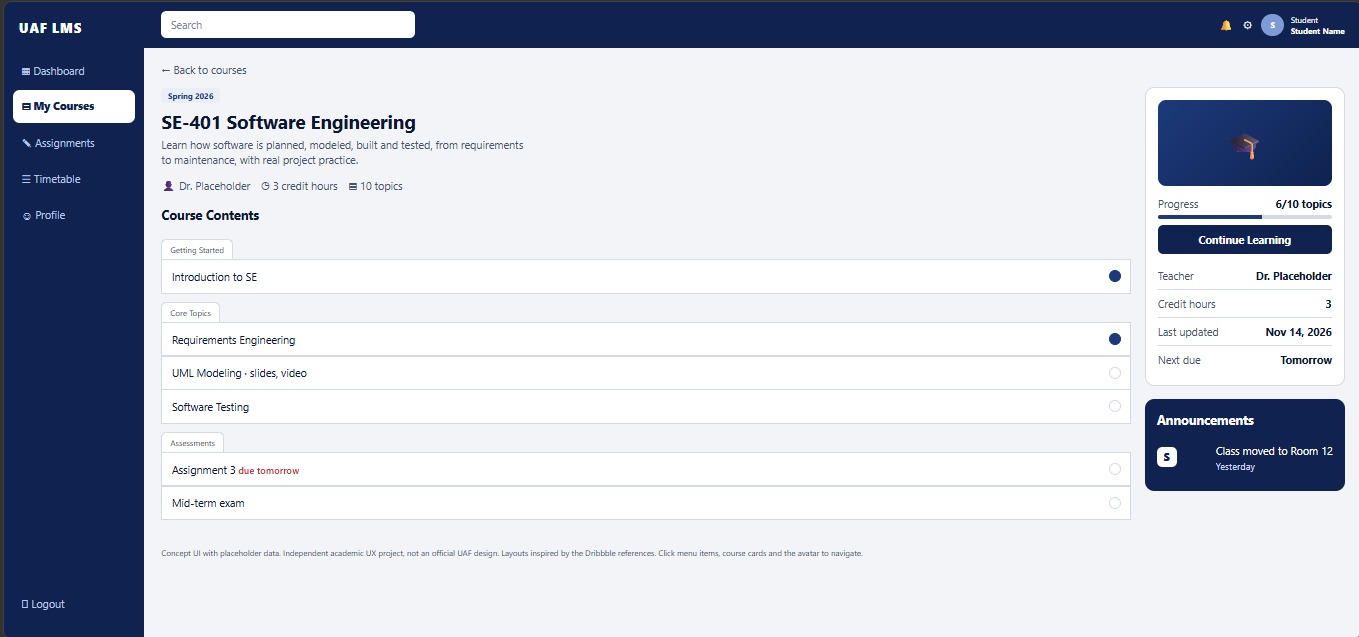 UAF LMS
Search
S
Student
Student Name
Dashboard
My Courses
Assignments
Timetable
Profile
Logout
← Back to courses
Spring 2026
SE-401 Software Engineering
Learn how software is planned, modeled, built and tested, from requirements
to maintenance, with real project practice.
Dr. Placeholder 3 credit hours 10 topics
Course Contents
Getting Started
Introduction to SE
Core Topics
Requirements Engineering
UML Modeling · slides, video
Software Testing
Assessments
Assignment 3 due tomorrow
Mid-term exam
Concept UI with placeholder data. Independent academic UX project, not an official UAF design. Layouts inspired by the Dribbble references. Click menu items, course cards and the avatar to navigate.
Progress 6/10 topics
Continue Learning
Teacher Dr. Placeholder
Credit hours 3
Last updated Nov 14, 2026
Next due Tomorrow
Announcements
S Class moved to Room 12
Yesterday